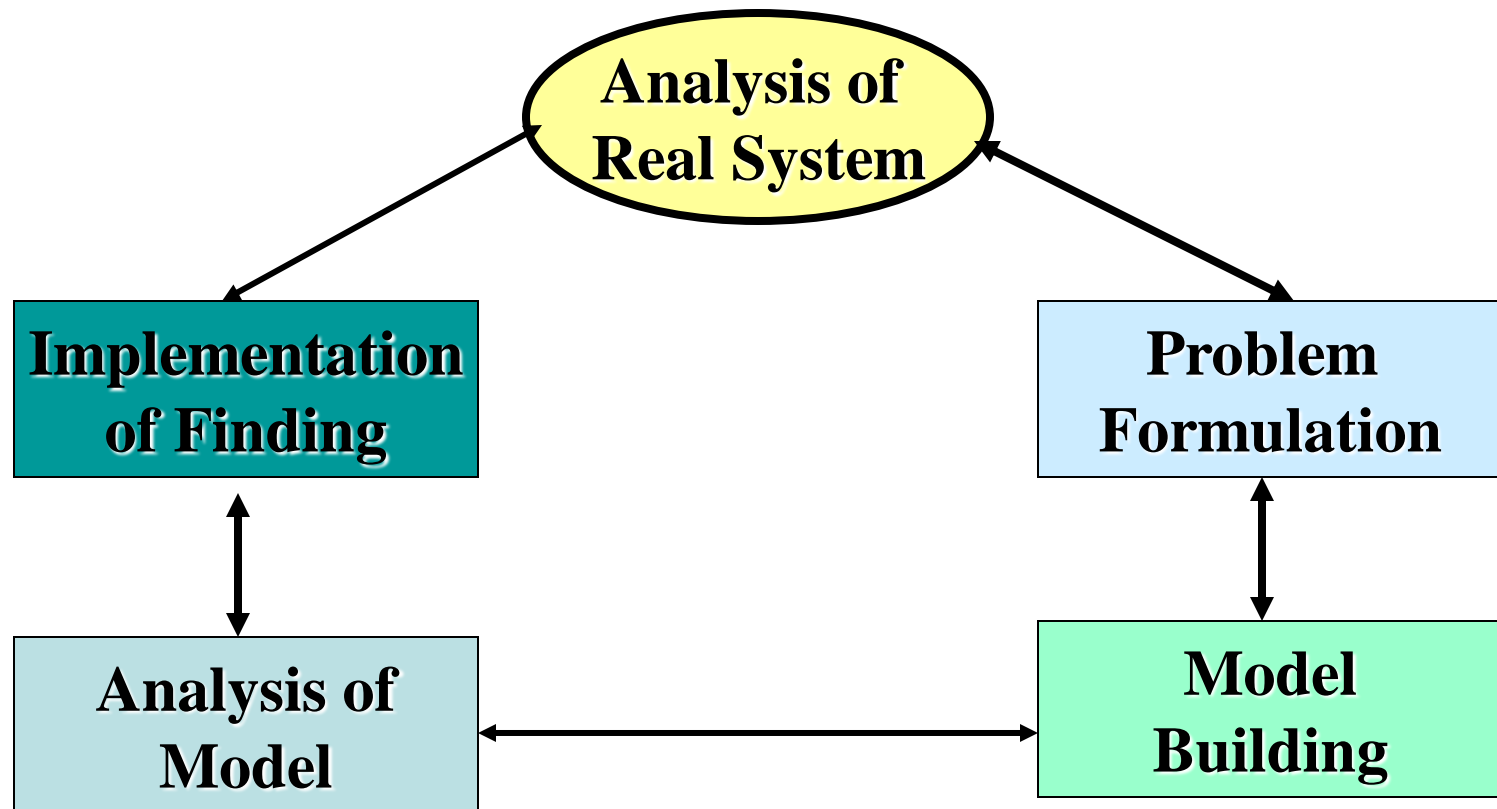 Analysis of
Real System
Implementation
of Finding
Problem
Formulation
Analysis of
Model
Model
Building